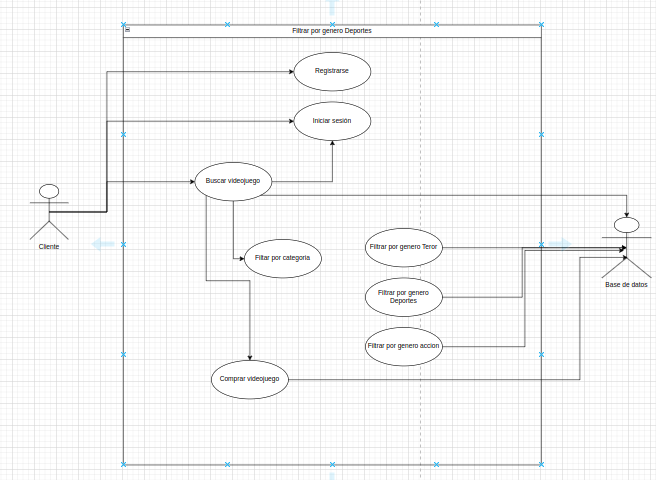 Filtrar por genero Deportes
Registrarse
Iniciar sesión
Buscar videojuego
Cliente
Filtrar por genero Teror
Filtar por categoria
Base de datos
Filtrar por genero
Deportes
Filtrar por genero accion
Comprar videojuego